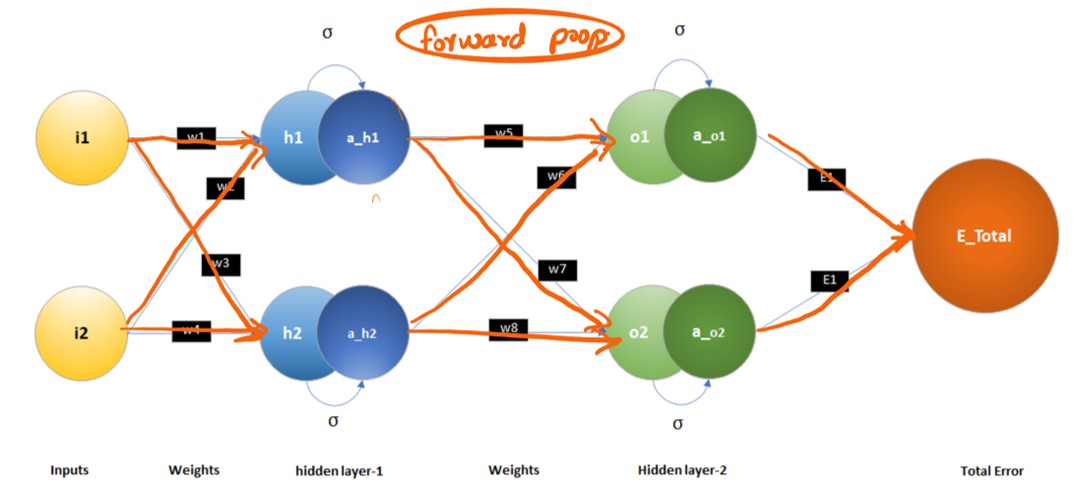 forward prop
σ
σ
i1
w1
h1
a_h1
w5
o1
a_o1
w2
w6
E1
w3
w7
E_Total
i2
w4
h2
a_h2
w8
o2
a_o2
E1
σ
σ
Inputs
Weights
hidden layer-1
Weights
Hidden layer-2
Total Error